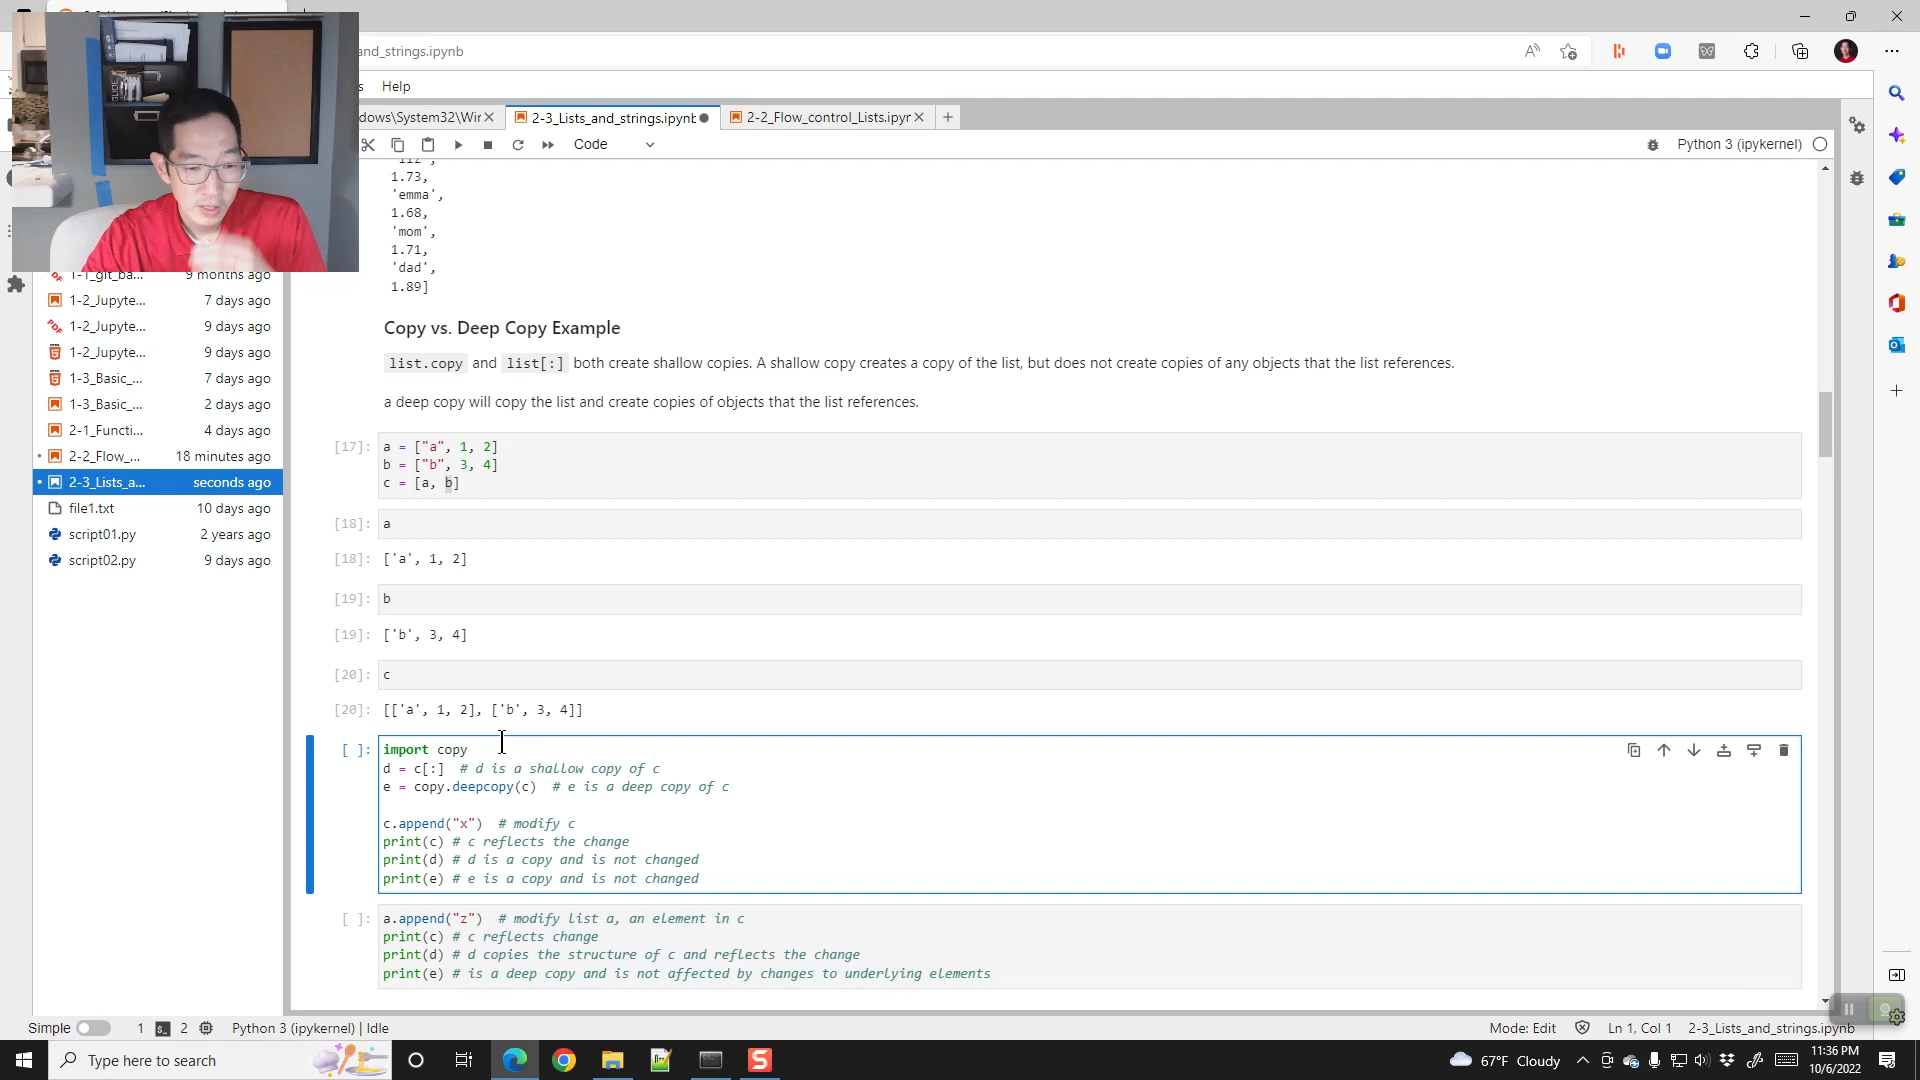 and_strings.ipynb
Help
dows\System32\Wir
2-3_Lists_and_strings.ipynb
2-2_Flow_control_Lists.ipyr
Code
Python 3 (ipykernel)
1.73,
'emma',
1.68,
'mom',
1.71,
'dad',
1.89]
Copy vs. Deep Copy Example
list.copy and list[:] both create shallow copies. A shallow copy creates a copy of the list, but does not create copies of any objects that the list references.
a deep copy will copy the list and create copies of objects that the list references.
[17]: a = ["a", 1, 2]
b = ["b", 3, 4]
c = [a, b]
[18]: a
[18]: ['a', 1, 2]
[19]: b
[19]: ['b', 3, 4]
[20]: c
[20]: [['a', 1, 2], ['b', 3, 4]]
[ ]: import copy
d = c[:] # d is a shallow copy of c
e = copy.deepcopy(c) # e is a deep copy of c
c.append("x") # modify c
print(c) # c reflects the change
print(d) # d is a copy and is not changed
print(e) # e is a copy and is not changed
[ ]: a.append("z") # modify list a, an element in c
print(c) # c reflects change
print(d) # d copies the structure of c and reflects the change
print(e) # is a deep copy and is not affected by changes to underlying elements
1-1_git_ba... 9 months ago
1-2_Jupyte... 7 days ago
1-2_Jupyte... 9 days ago
1-2_Jupyte... 9 days ago
1-3_Basic_... 7 days ago
1-3_Basic_... 2 days ago
2-1_Functi... 4 days ago
2-2_Flow_... 18 minutes ago
2-3_Lists_a... seconds ago
file1.txt 10 days ago
script01.py 2 years ago
script02.py 9 days ago
Simple 1 2 Python 3 (ipykernel) | Idle
Mode: Edit Ln 1, Col 1 2-3_Lists_and_strings.ipynb
Type here to search
67°F Cloudy
11:36 PM
10/6/2022